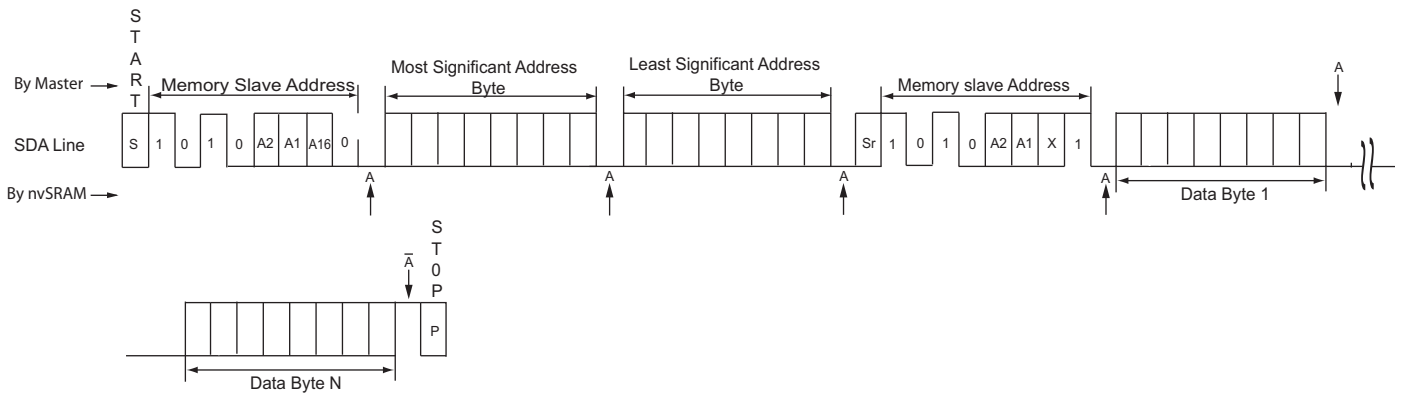 START
By Master
Memory Slave Address
Most Significant Address
Byte
Least Significant Address
Byte
Memory slave Address
A
SDA Line
S 1 0 1 0 A2 A1 A16 0
Sr 1 0 1 0 A2 A1 X 1
By nvSRAM
A
A
A
A
Data Byte 1
ST0P
A̅
P
Data Byte N